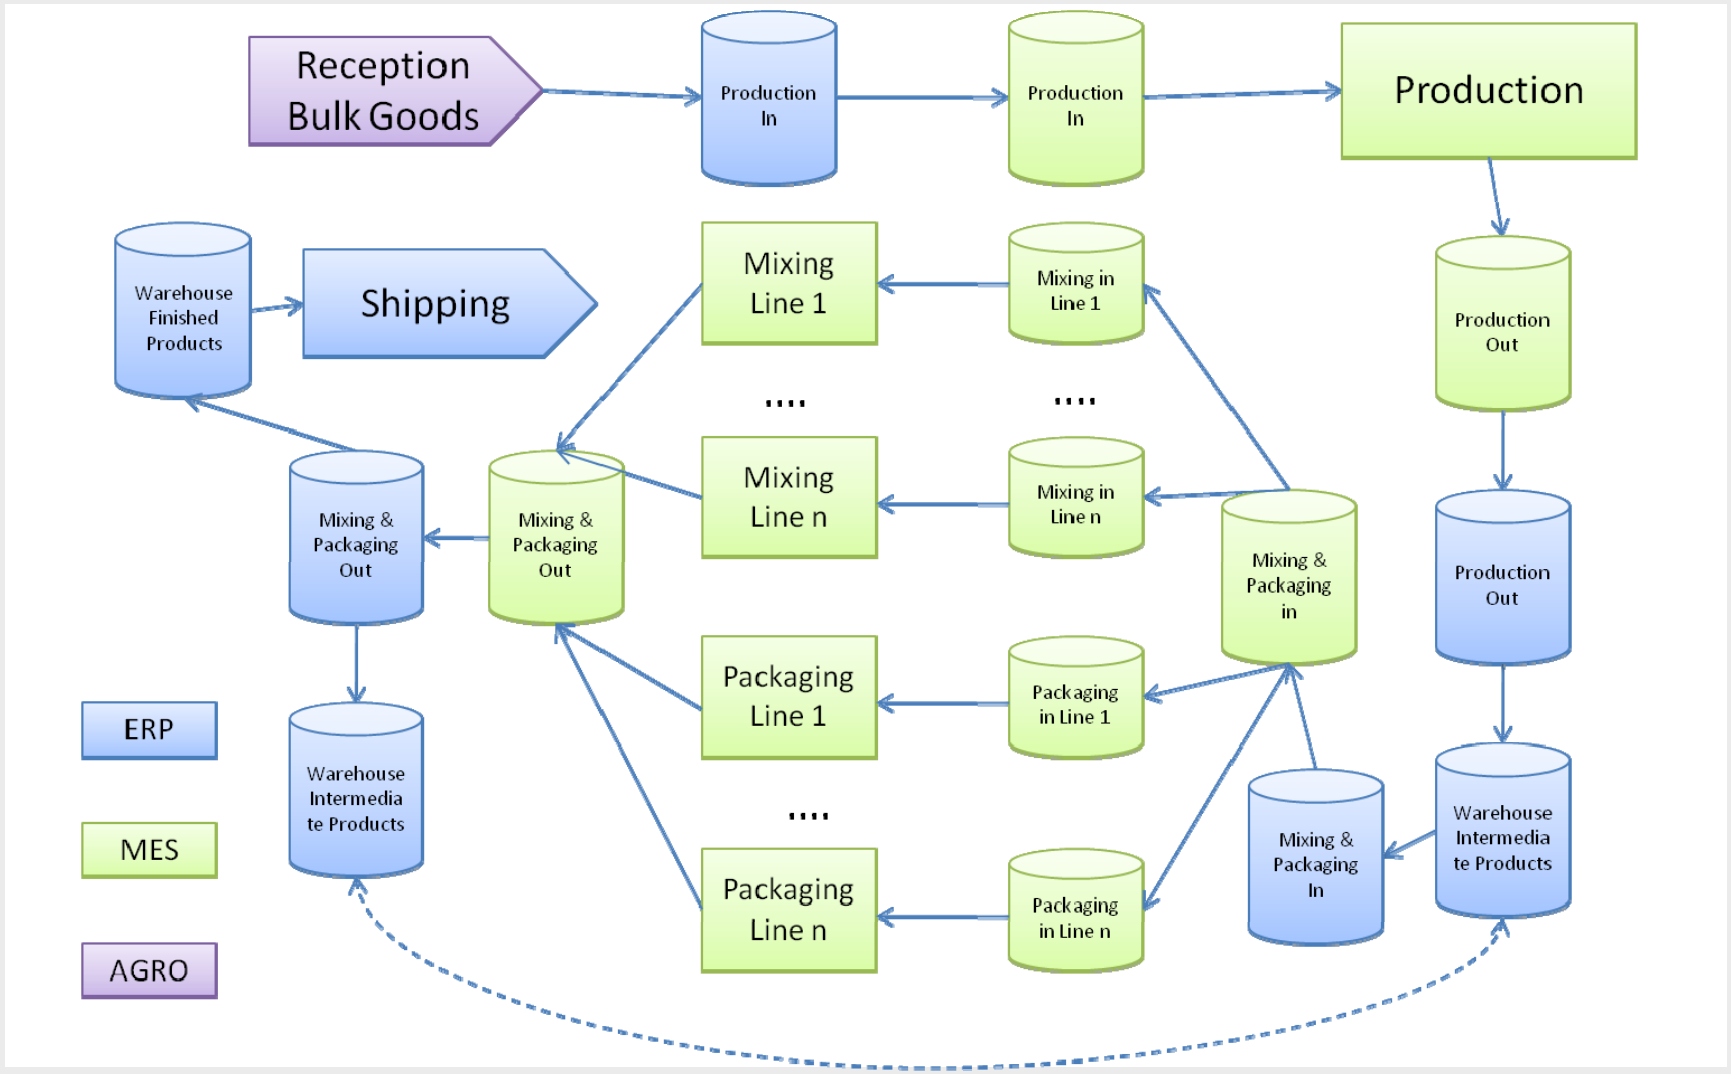 Reception
Bulk Goods
Production
In
Production
In
Production
Warehouse
Finished
Products
Shipping
Mixing
Line 1
Mixing in
Line 1
Production
Out
....
....
Mixing &
Packaging
Out
Mixing &
Packaging
Out
Mixing
Line n
Mixing in
Line n
Mixing &
Packaging
in
Production
Out
Packaging
Line 1
Packaging
in Line 1
ERP
Warehouse
Intermedia
te Products
....
Mixing &
Packaging
In
Warehouse
Intermedia
te Products
MES
Packaging
Line n
Packaging
in Line n
AGRO